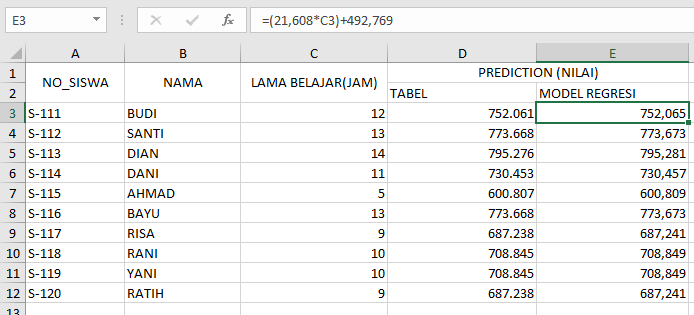 E3 fx =(21,608*C3)+492,769
A B C D E
1 NO_SISWA NAMA LAMA BELAJAR(JAM) PREDICTION (NILAI)
2 TABEL MODEL REGRESI
3 S-111 BUDI 12 752.061 752,065
4 S-112 SANTI 13 773.668 773,673
5 S-113 DIAN 14 795.276 795,281
6 S-114 DANI 11 730.453 730,457
7 S-115 AHMAD 5 600.807 600,809
8 S-116 BAYU 13 773.668 773,673
9 S-117 RISA 9 687.238 687,241
10 S-118 RANI 10 708.845 708,849
11 S-119 YANI 10 708.845 708,849
12 S-120 RATIH 9 687.238 687,241
13